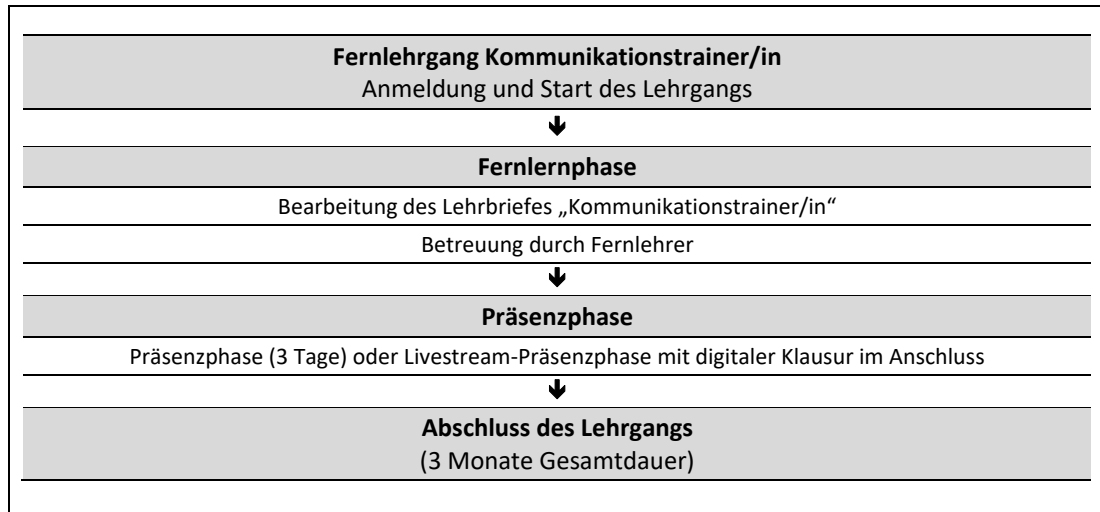 Fernlehrgang Kommunikationstrainer/in
Anmeldung und Start des Lehrgangs
Fernlernphase
Bearbeitung des Lehrbriefes „Kommunikationstrainer/in“
Betreuung durch Fernlehrer
Präsenzphase
Präsenzphase (3 Tage) oder Livestream-Präsenzphase mit digitaler Klausur im Anschluss
Abschluss des Lehrgangs
(3 Monate Gesamtdauer)